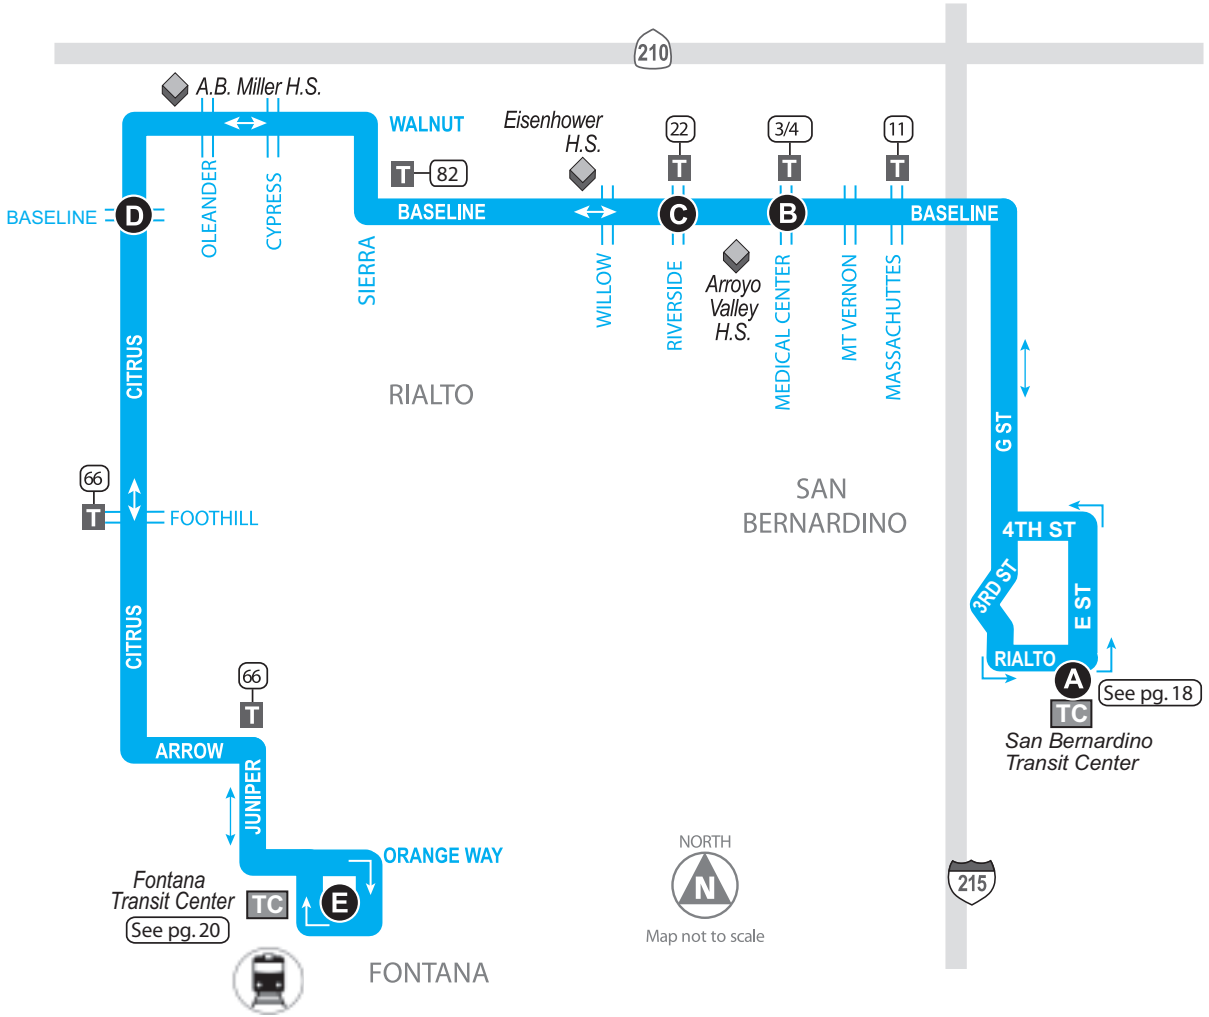 210
A.B. Miller H.S.
WALNUT
Eisenhower
H.S.
22
3/4
11
T
82
T
T
T
OLEANDER
CYPRESS
BASELINE
D
BASELINE
C
B
BASELINE
SIERRA
WILLOW
RIVERSIDE
Arroyo
Valley
H.S.
MEDICAL CENTER
MT VERNON
MASSACHUTTES
CITRUS
RIALTO
G ST
66
T
FOOTHILL
SAN
BERNARDINO
4TH ST
3RD ST
E ST
CITRUS
RIALTO
A
See pg. 18
TC
San Bernardino
Transit Center
66
T
ARROW
JUNIPER
ORANGE WAY
NORTH
N
Map not to scale
215
Fontana
Transit Center
TC
E
See pg. 20
FONTANA